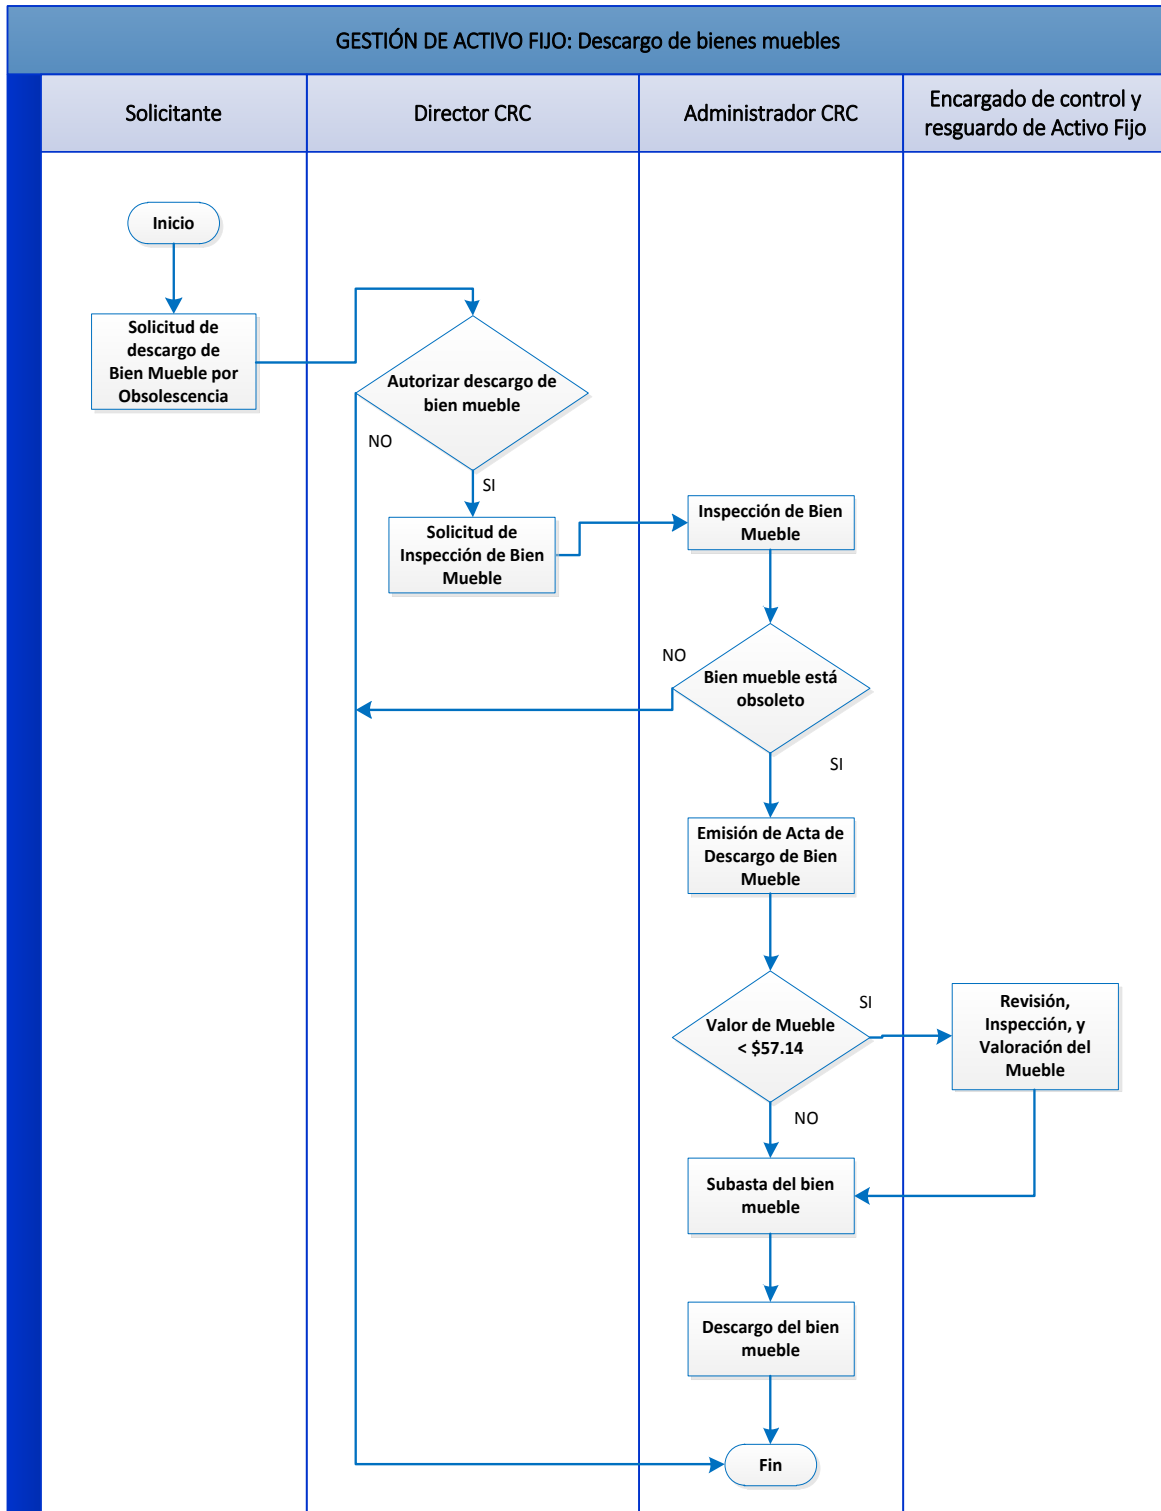 GESTIÓN DE ACTIVO FIJO: Descargo de bienes muebles
Solicitante
Director CRC
Administrador CRC
Encargado de control y
resguardo de Activo Fijo
Inicio
Solicitud de
descargo de
Bien Mueble por
Obsolescencia
Autorizar descargo de
bien mueble
NO
SI
Solicitud de
Inspección de Bien
Mueble
Inspección de Bien
Mueble
NO
Bien mueble está
obsoleto
SI
Emisión de Acta de
Descargo de Bien
Mueble
Valor de Mueble
< $57.14
SI
Revisión,
Inspección, y
Valoración del
Mueble
NO
Subasta del bien
mueble
Descargo del bien
mueble
Fin